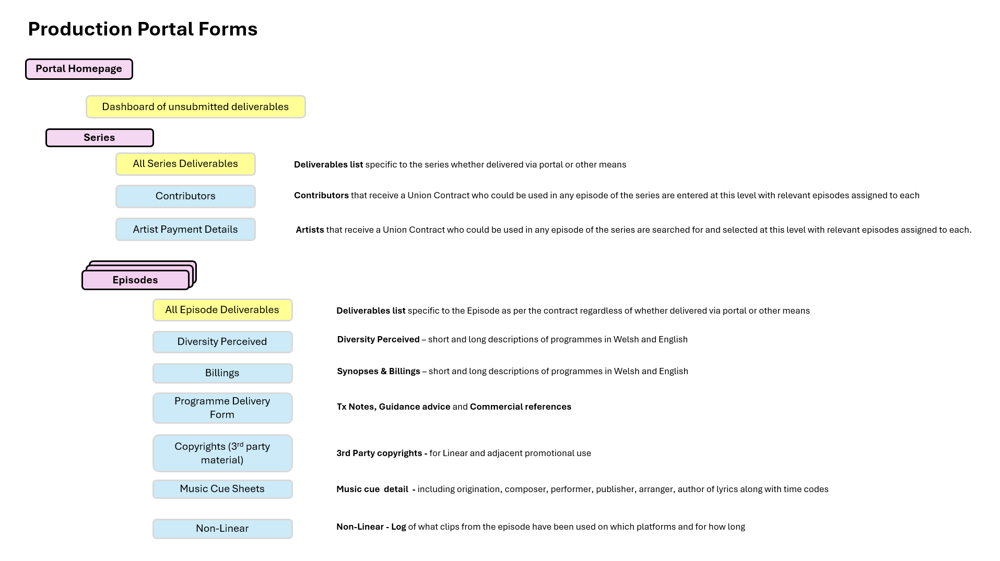 Production Portal Forms
Portal Homepage
Dashboard of unsubmitted deliverables
Series
All Series Deliverables
Deliverables list specific to the series whether delivered via portal or other means
Contributors
Contributors that receive a Union Contract who could be used in any episode of the series are entered at this level with relevant episodes assigned to each
Artist Payment Details
Artists that receive a Union Contract who could be used in any episode of the series are searched for and selected at this level with relevant episodes assigned to each.
Episodes
All Episode Deliverables
Deliverables list specific to the Episode as per the contract regardless of whether delivered via portal or other means
Diversity Perceived
Diversity Perceived – short and long descriptions of programmes in Welsh and English
Billings
Synopses & Billings – short and long descriptions of programmes in Welsh and English
Programme Delivery
Form
Tx Notes, Guidance advice and Commercial references
Copyrights (3rd party
material)
3rd Party copyrights - for Linear and adjacent promotional use
Music Cue Sheets
Music cue  detail  - including origination, composer, performer, publisher, arranger, author of lyrics along with time codes
Non-Linear
Non-Linear - Log of what clips from the episode have been used on which platforms and for how long